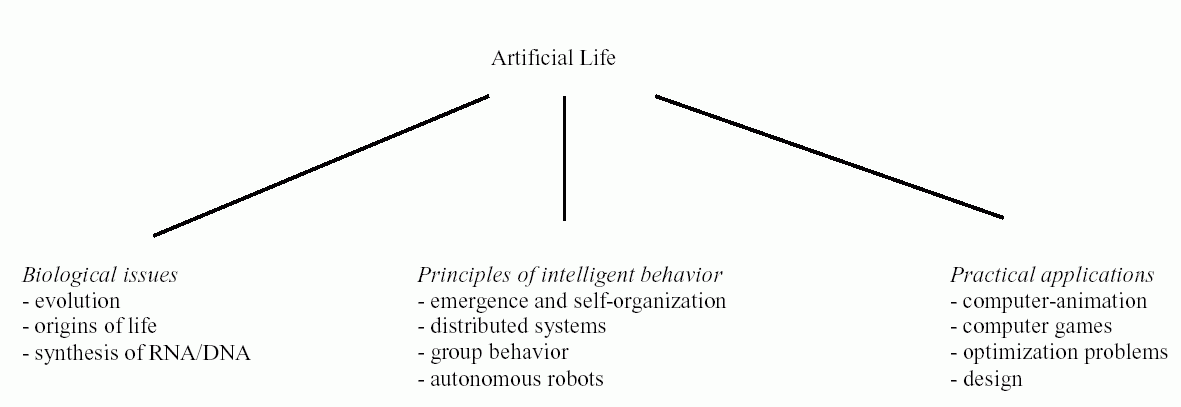 Artificial Life
Biological issues
- evolution
- origins of life
- synthesis of RNA/DNA
Principles of intelligent behavior
- emergence and self-organization
- distributed systems
- group behavior
- autonomous robots
Practical applications
- computer-animation
- computer games
- optimization problems
- design